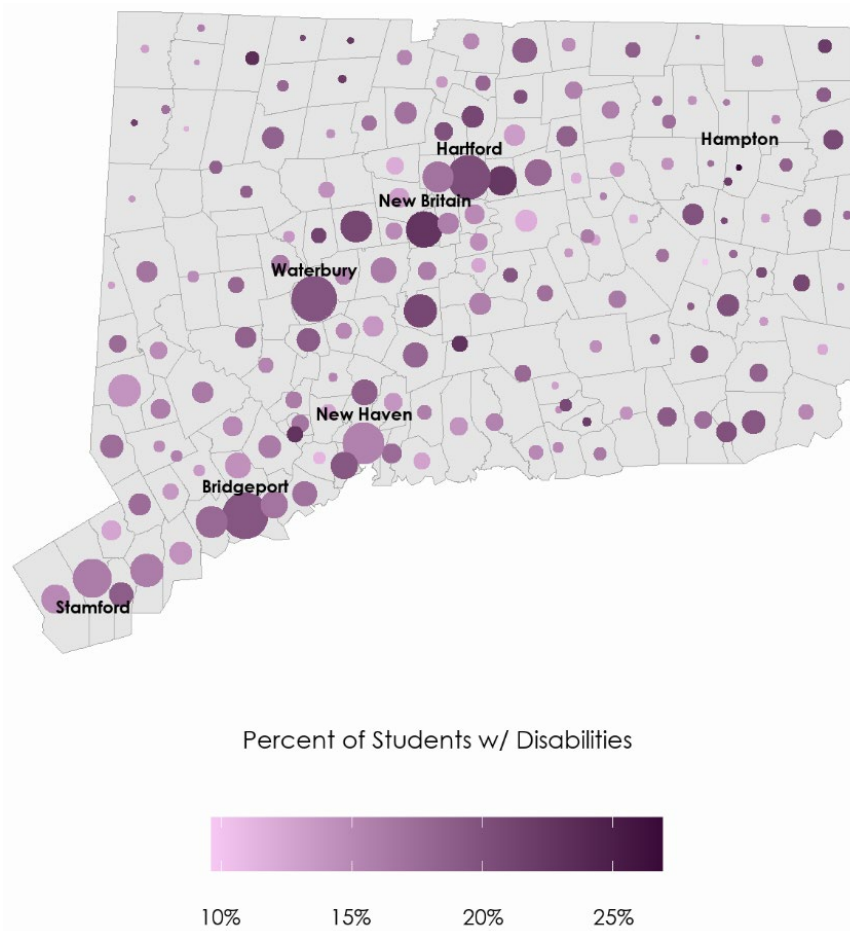 Hampton
Hartford
New Britain
Waterbury
New Haven
Bridgeport
Stamford
Percent of Students w/ Disabilities
10% 15% 20% 25%